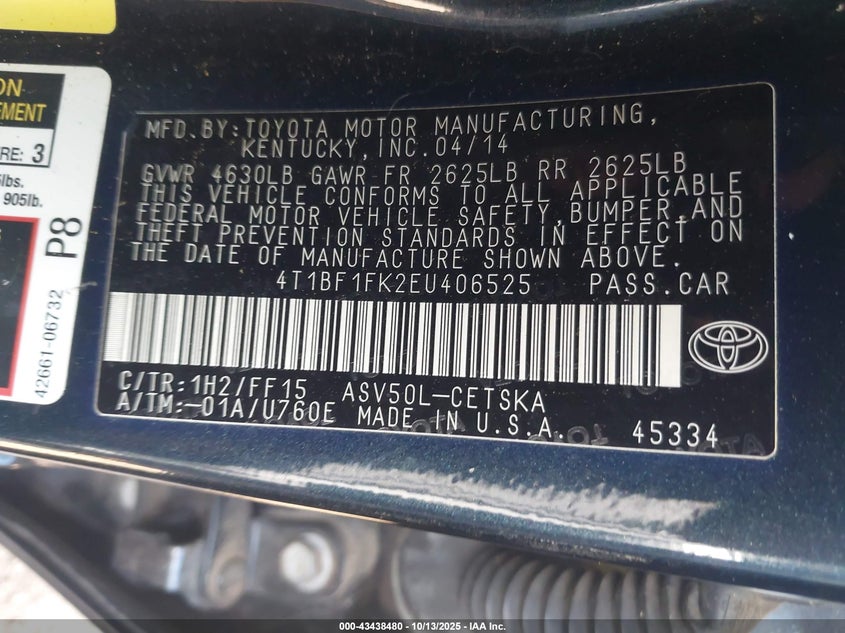 ON
EMENT
RE: 3
lbs.
905lb.
P8
42661-06732
MFD. BY: TOYOTA MOTOR MANUFACTURING,
KENTUCKY, INC. 04/14
GVWR 4630LB GAWR FR 2625LB RR 2625LB
THIS VEHICLE CONFORMS TO ALL APPLICABLE
FEDERAL MOTOR VEHICLE SAFETY, BUMPER, AND
THEFT PREVENTION STANDARDS IN EFFECT ON
THE DATE OF MANUFACTURE SHOWN ABOVE.
4T1BF1FK2EU406525 PASS. CAR
C/TR: 1H2/FF15 ASV50L-CETSKA
A/TM: -01A/U760E MADE IN U.S.A. 45334
000-43438480 - 10/13/2025 - IAA Inc.